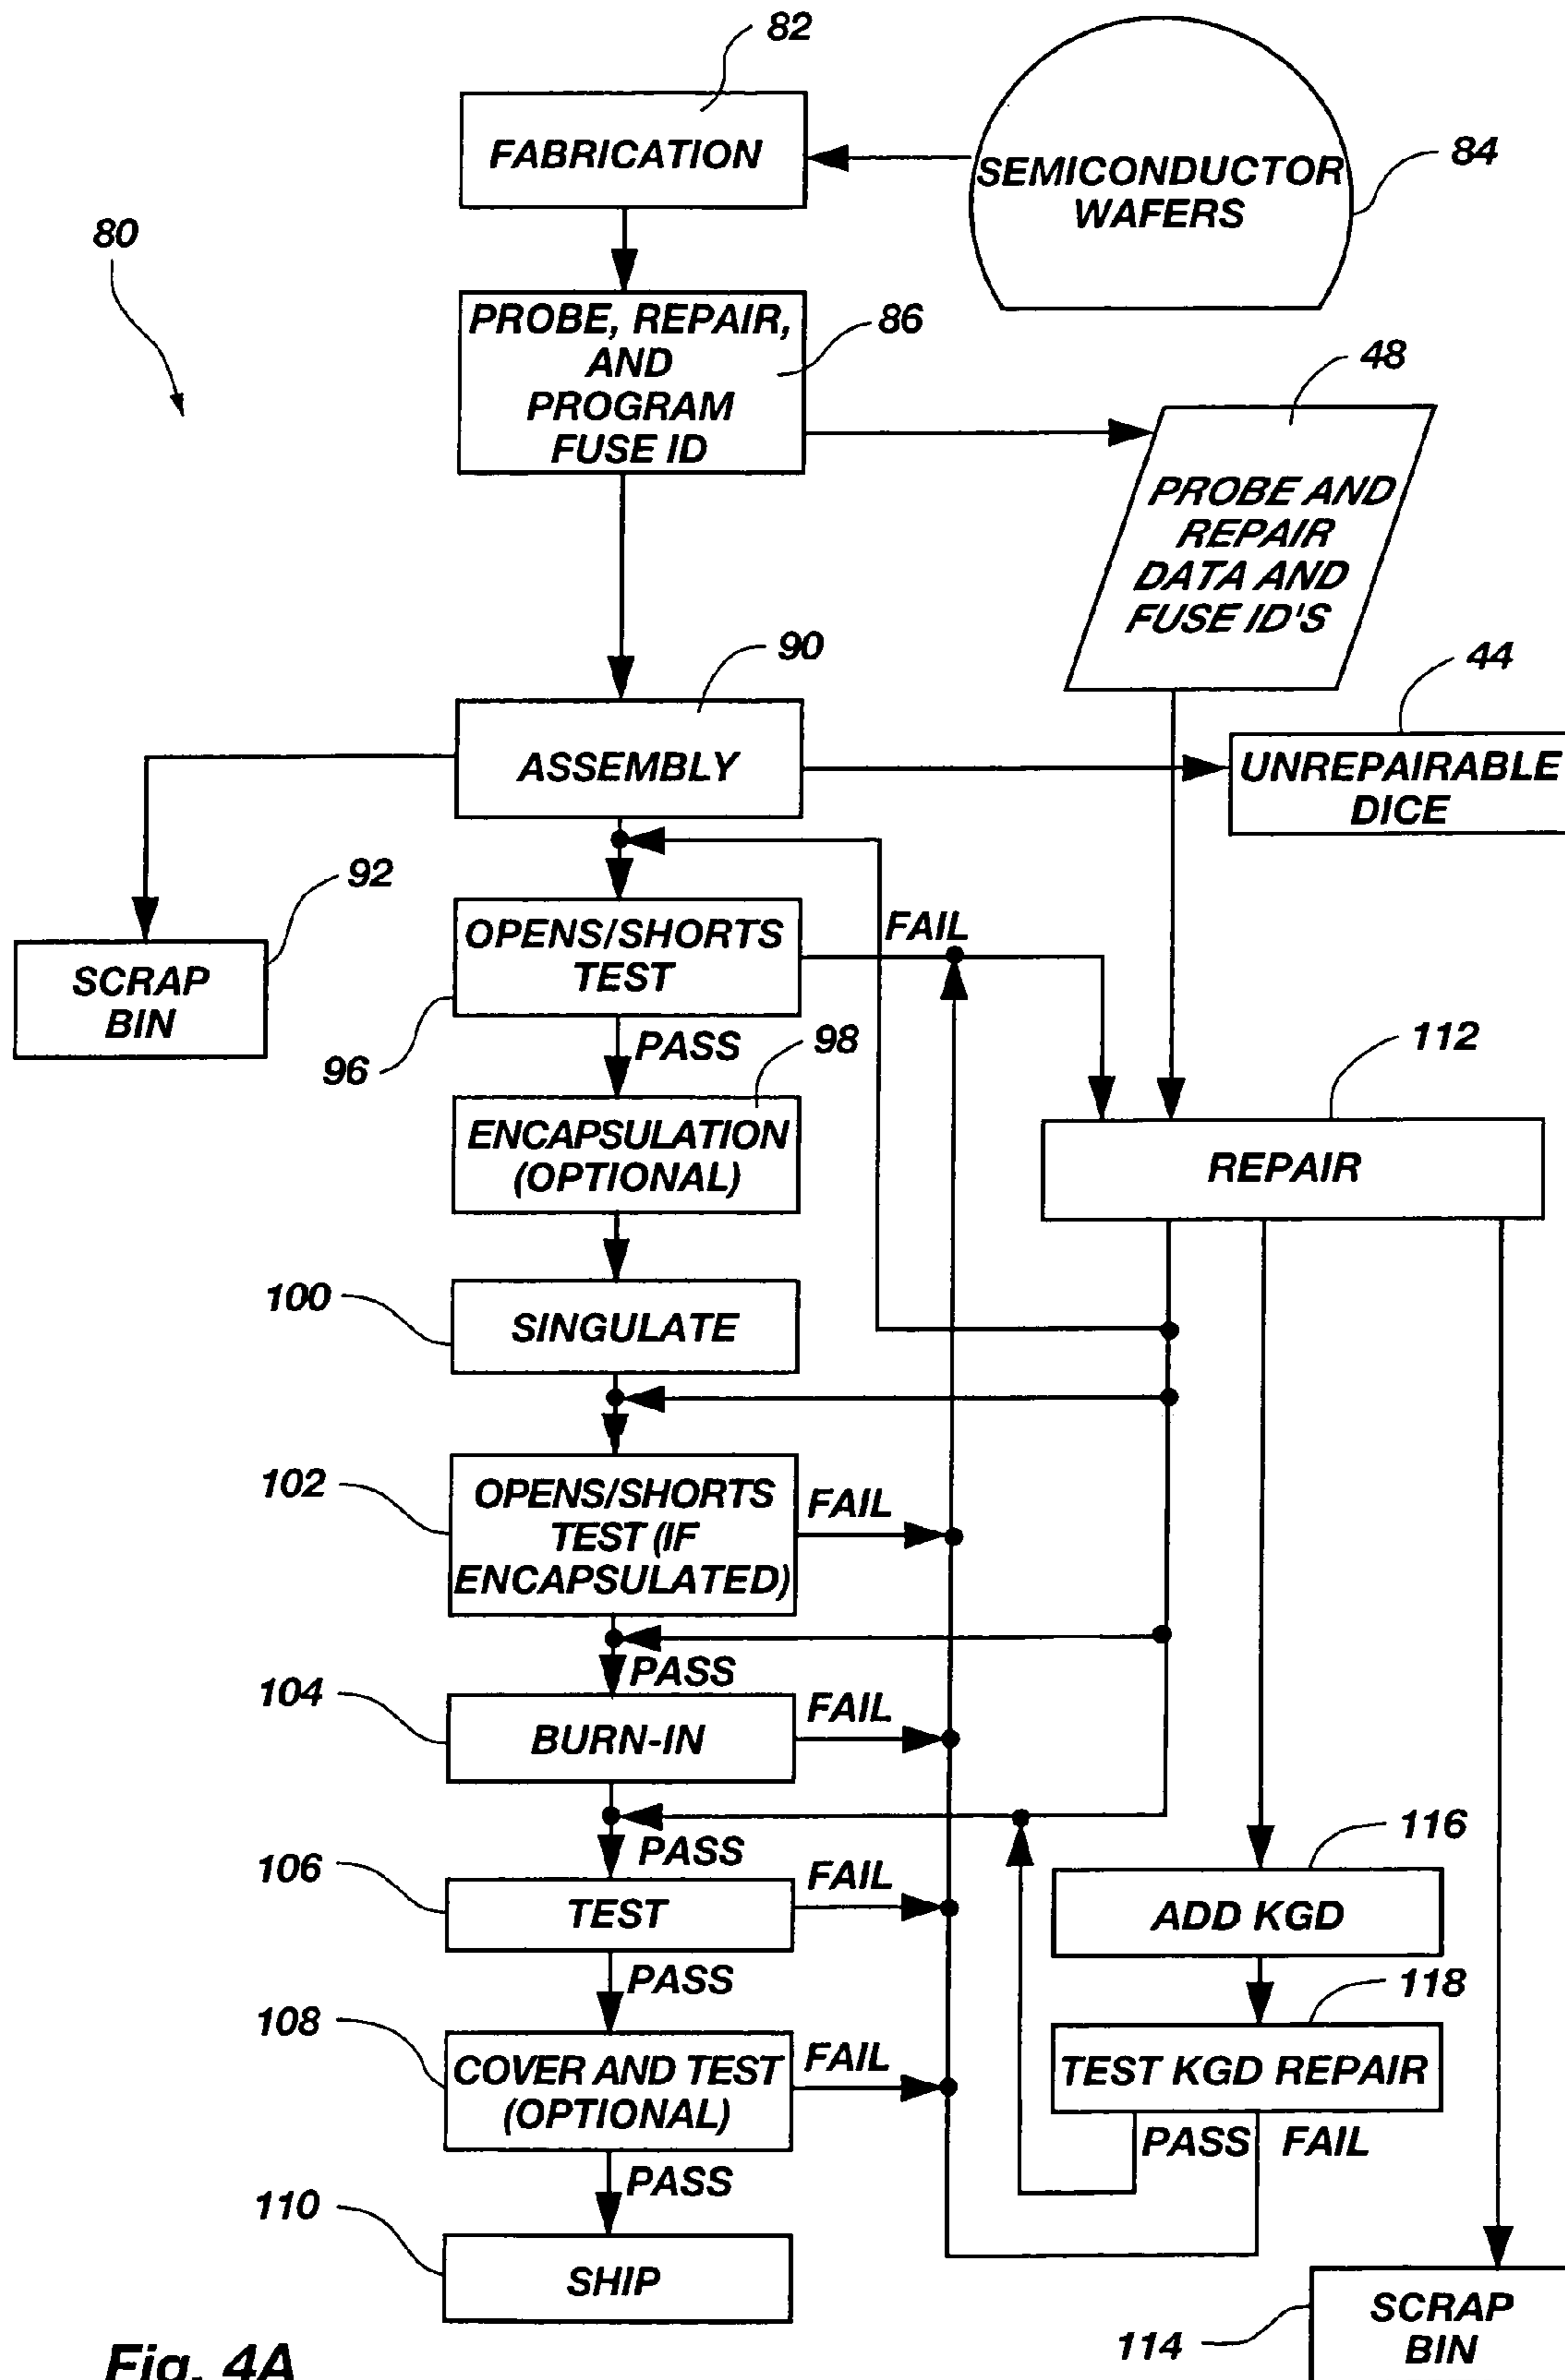 82
FABRICATION
SEMICONDUCTOR
WAFERS
84
80
PROBE, REPAIR,
AND
PROGRAM
FUSE ID
86
48
PROBE AND
REPAIR
DATA AND
FUSE ID'S
90
44
ASSEMBLY
UNREPAIRABLE
DICE
92
SCRAP
BIN
OPENS/SHORTS
TEST
FAIL
96
PASS
98
112
ENCAPSULATION
(OPTIONAL)
REPAIR
100
SINGULATE
102
OPENS/SHORTS
TEST (IF
ENCAPSULATED)
FAIL
PASS
104
BURN-IN
FAIL
PASS
106
TEST
FAIL
116
ADD KGD
PASS
118
108
COVER AND TEST
(OPTIONAL)
FAIL
TEST KGD REPAIR
PASS
FAIL
PASS
110
SHIP
114
SCRAP
BIN
Fig. 4A